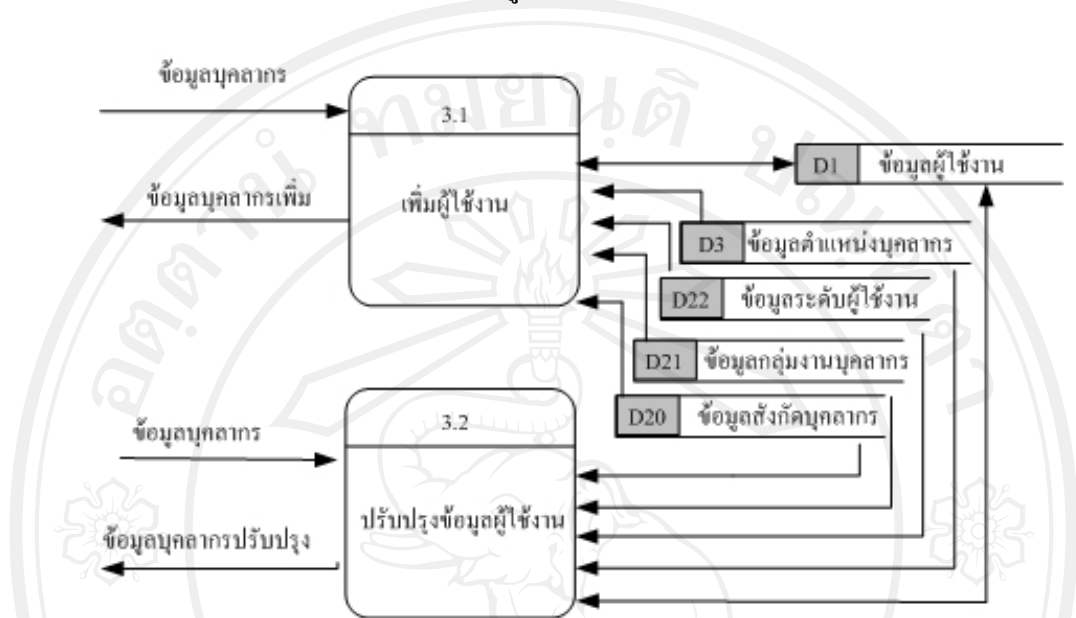 ข้อมูลบุคลากร
3.1
เพิ่มผู้ใช้งาน
ข้อมูลบุคลากรเพิ่ม
D1 ข้อมูลผู้ใช้งาน
D3 ข้อมูลตำแหน่งบุคลากร
D22 ข้อมูลระดับผู้ใช้งาน
D21 ข้อมูลกลุ่มงานบุคลากร
D20 ข้อมูลสังกัดบุคลากร
ข้อมูลบุคลากร
3.2
ปรับปรุงข้อมูลผู้ใช้งาน
ข้อมูลบุคลากรปรับปรุง